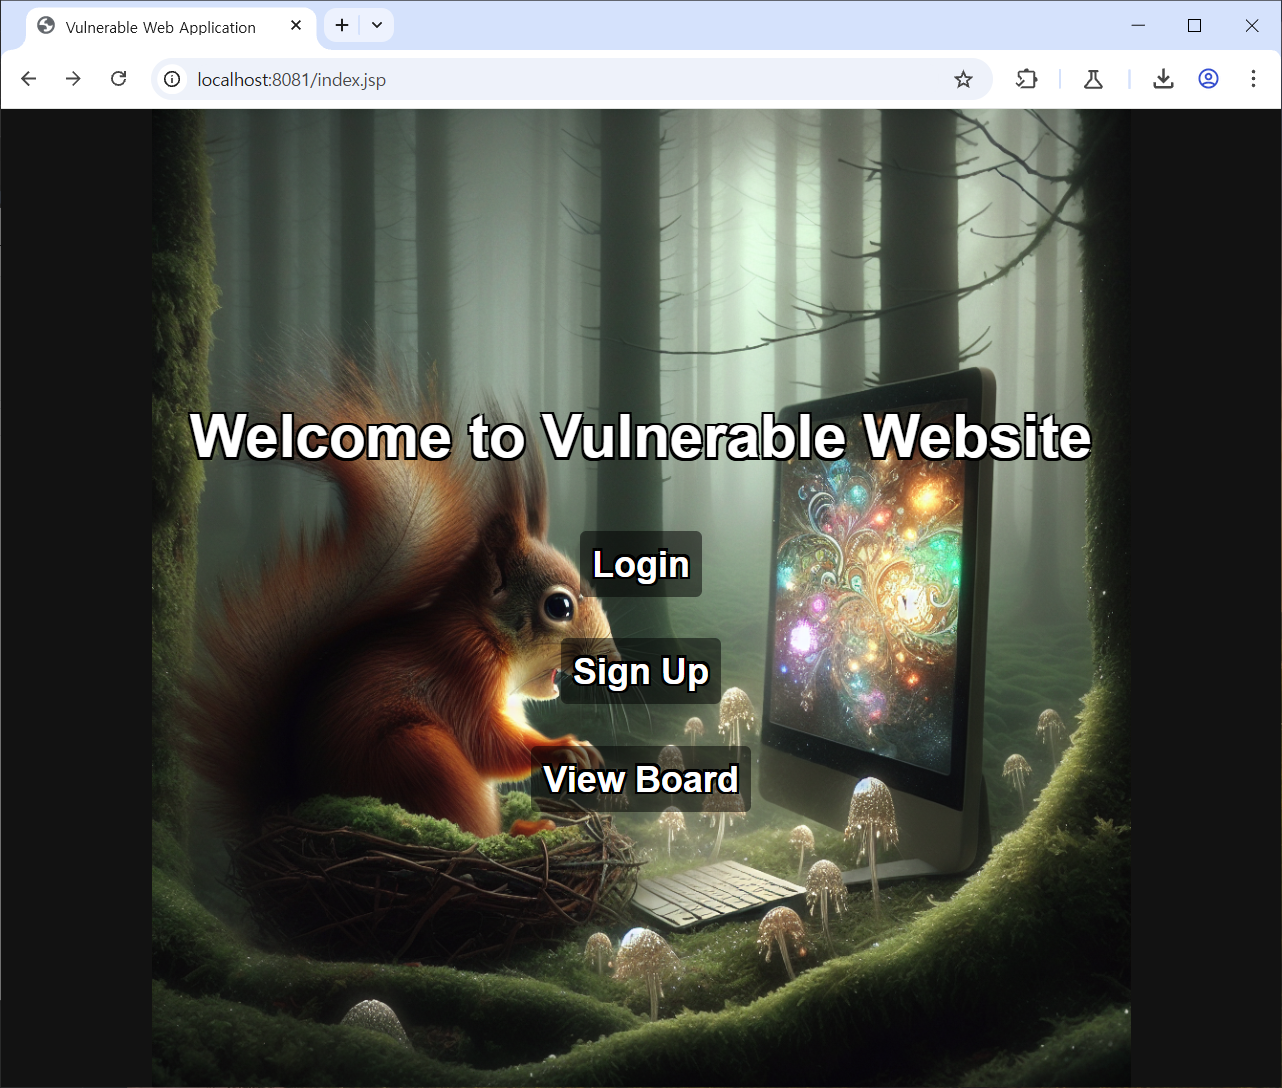 Vulnerable Web Application
localhost:8081/index.jsp
Welcome to Vulnerable Website
Login
Sign Up
View Board